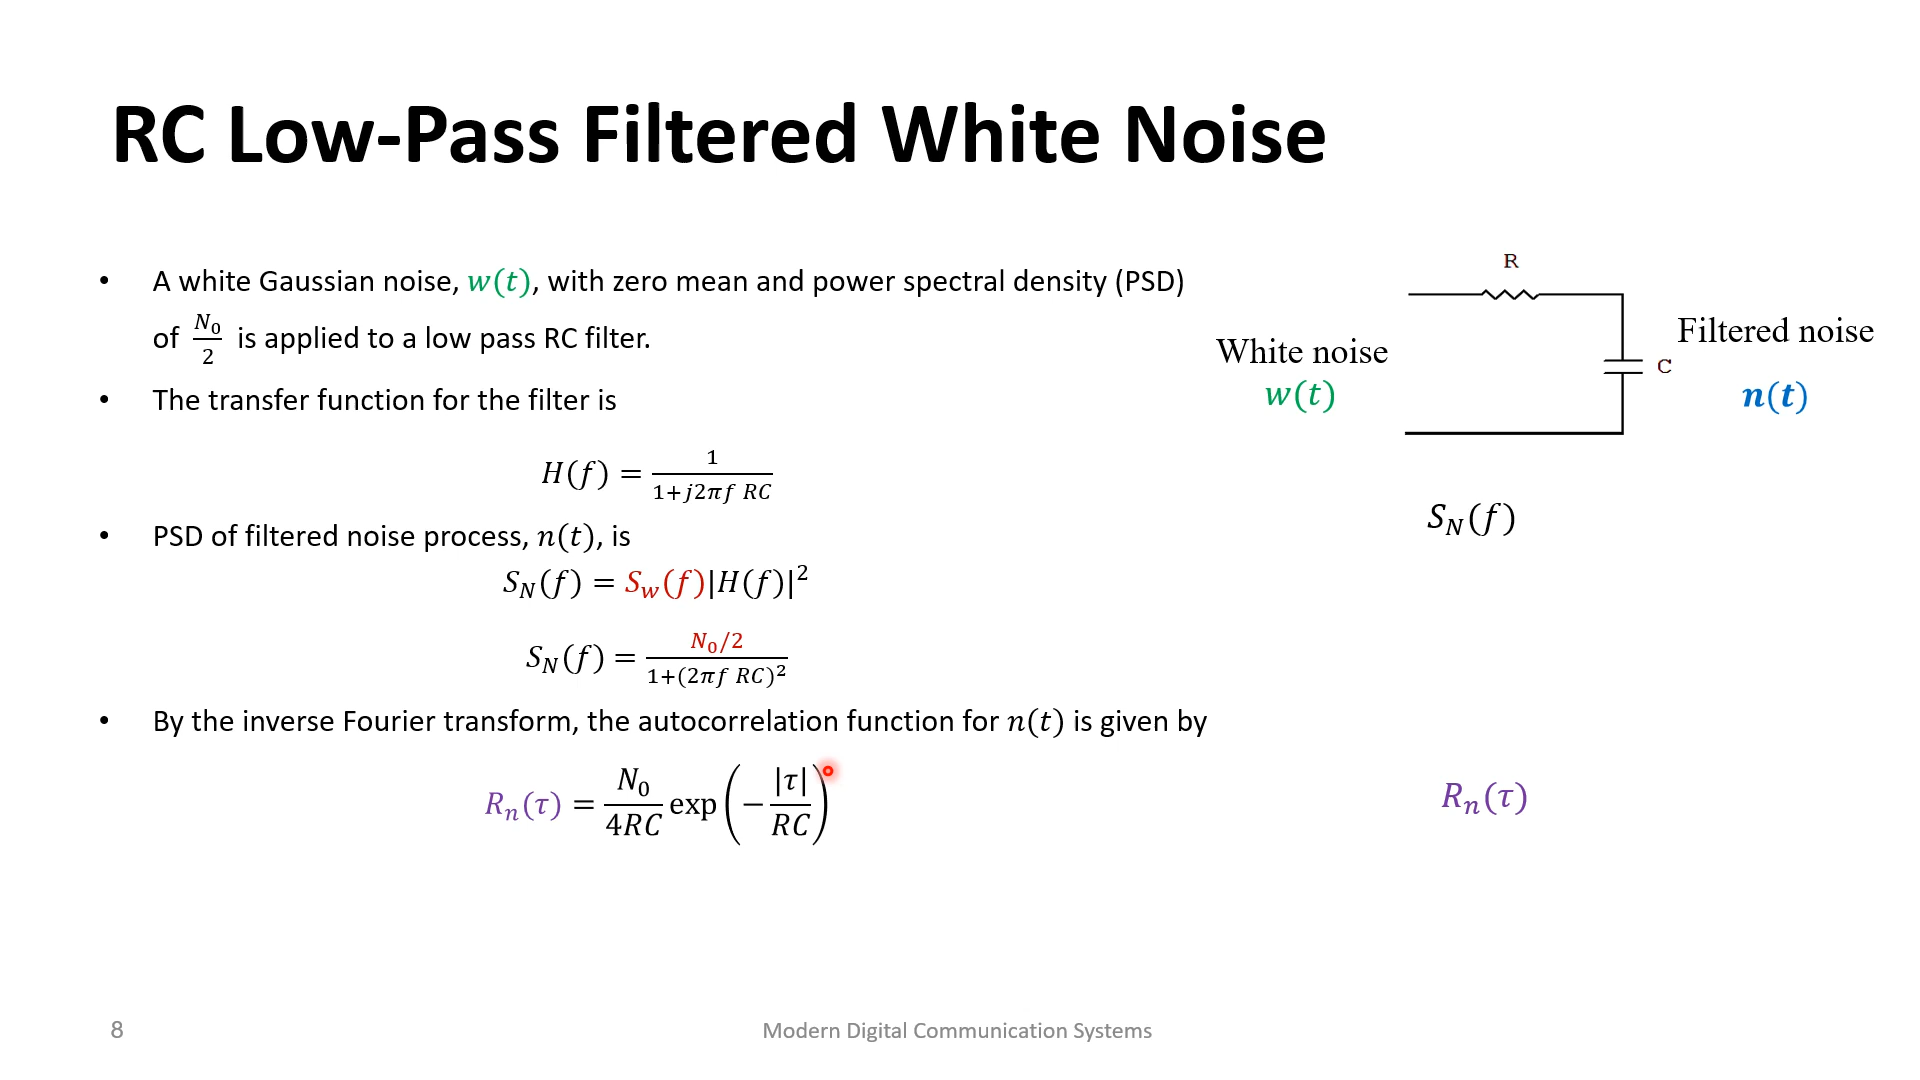 RC Low-Pass Filtered White Noise
• A white Gaussian noise, w(t), with zero mean and power spectral density (PSD)
of N₀/2 is applied to a low pass RC filter.
• The transfer function for the filter is
H(f) = 1/(1+j2πf RC)
• PSD of filtered noise process, n(t), is
S_N(f) = S_w(f)|H(f)|²
S_N(f) = (N₀/2)/(1+(2πf RC)²)
• By the inverse Fourier transform, the autocorrelation function for n(t) is given by
R_n(τ) = N₀/(4RC) exp(−|τ|/RC)
R
White noise
w(t)
C
Filtered noise
n(t)
S_N(f)
R_n(τ)
8
Modern Digital Communication Systems